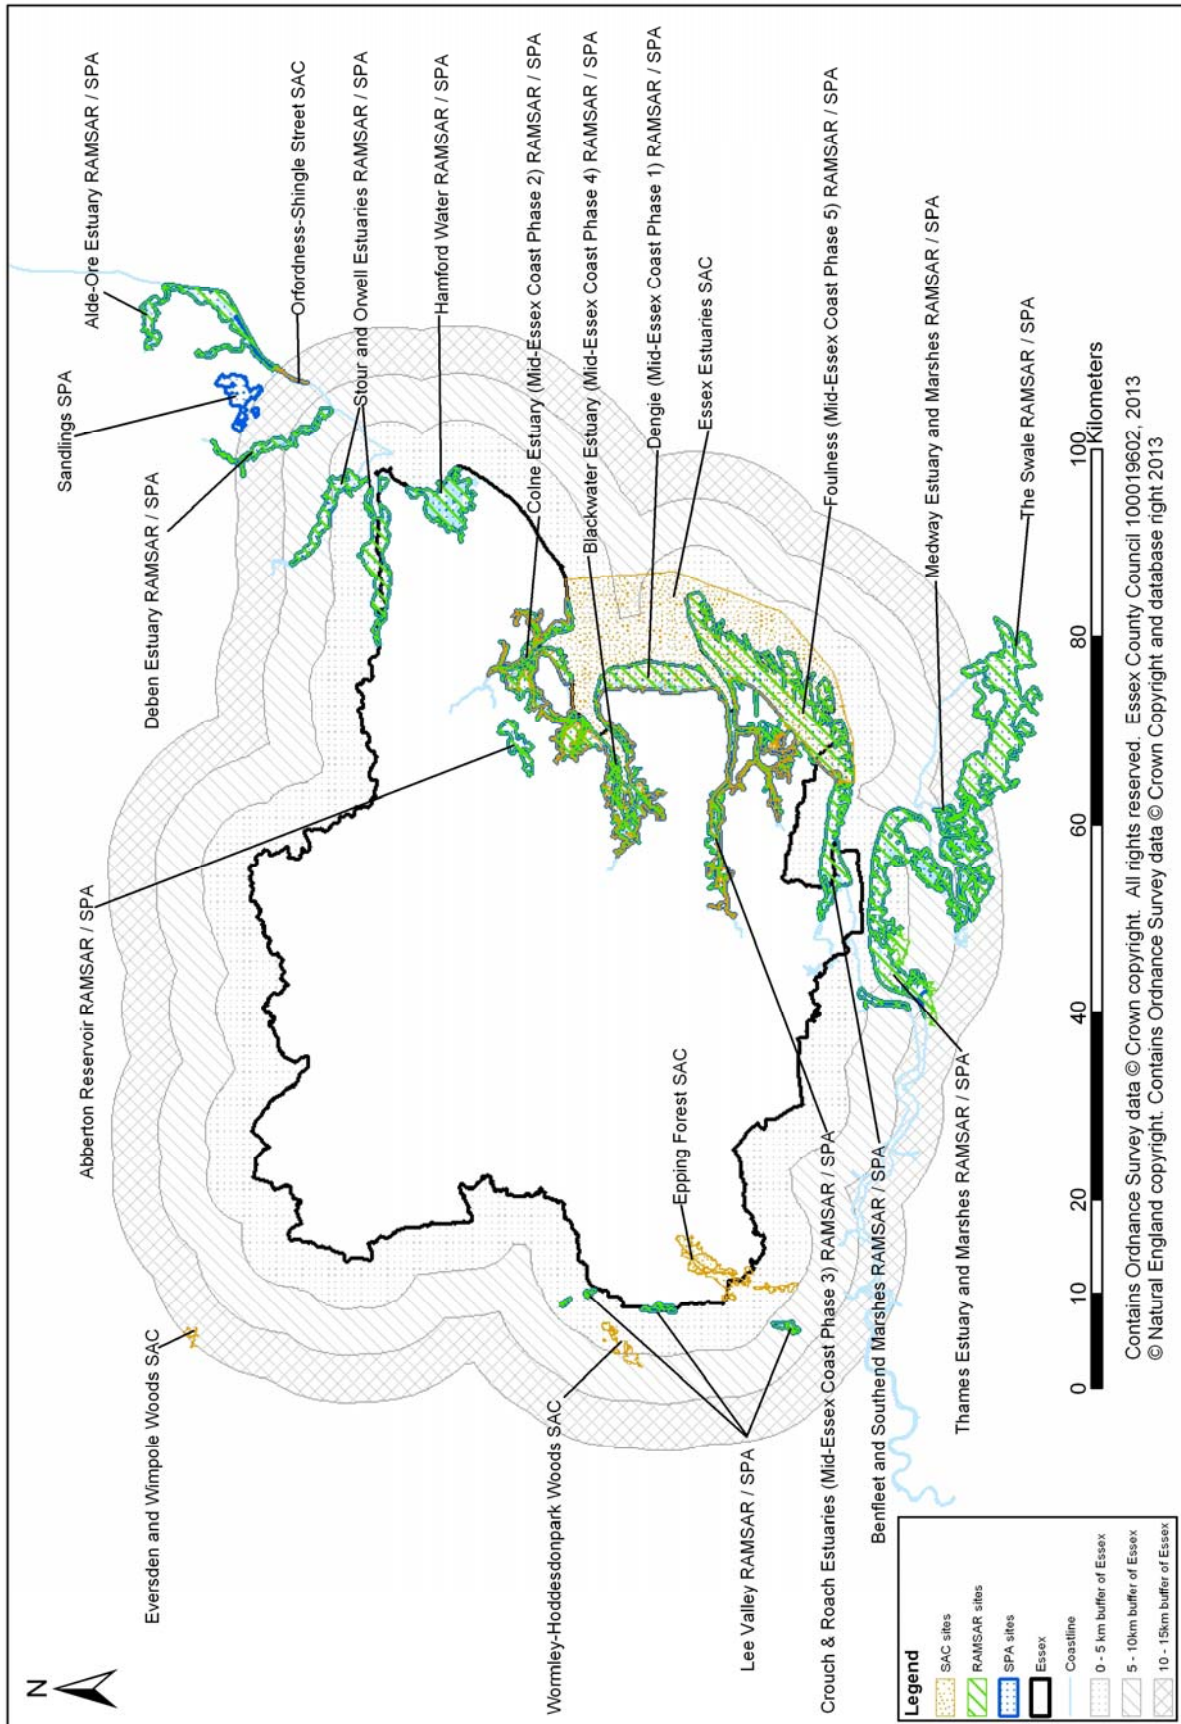 N
Eversden and Wimpole Woods SAC
Abberton Reservoir RAMSAR / SPA
Deben Estuary RAMSAR / SPA
Sandlings SPA
Alde-Ore Estuary RAMSAR / SPA
Orfordness-Shingle Street SAC
Stour and Orwell Estuaries RAMSAR / SPA
Hamford Water RAMSAR / SPA
Colne Estuary (Mid-Essex Coast Phase 2) RAMSAR / SPA
Blackwater Estuary (Mid-Essex Coast Phase 4) RAMSAR / SPA
Dengie (Mid-Essex Coast Phase 1) RAMSAR / SPA
Essex Estuaries SAC
Foulness (Mid-Essex Coast Phase 5) RAMSAR / SPA
Medway Estuary and Marshes RAMSAR / SPA
The Swale RAMSAR / SPA
Wormley-Hoddesdonpark Woods SAC
Lee Valley RAMSAR / SPA
Epping Forest SAC
Crouch & Roach Estuaries (Mid-Essex Coast Phase 3) RAMSAR / SPA
Benfleet and Southend Marshes RAMSAR / SPA
Thames Estuary and Marshes RAMSAR / SPA
Legend
SAC sites
RAMSAR sites
SPA sites
Essex
Coastline
0 - 5 km buffer of Essex
5 - 10km buffer of Essex
10 - 15km buffer of Essex
0 10 20 40 60 80 100
Kilometers
Contains Ordnance Survey data © Crown copyright. All rights reserved. Essex County Council 100019602, 2013
© Natural England copyright. Contains Ordnance Survey data © Crown Copyright and database right 2013